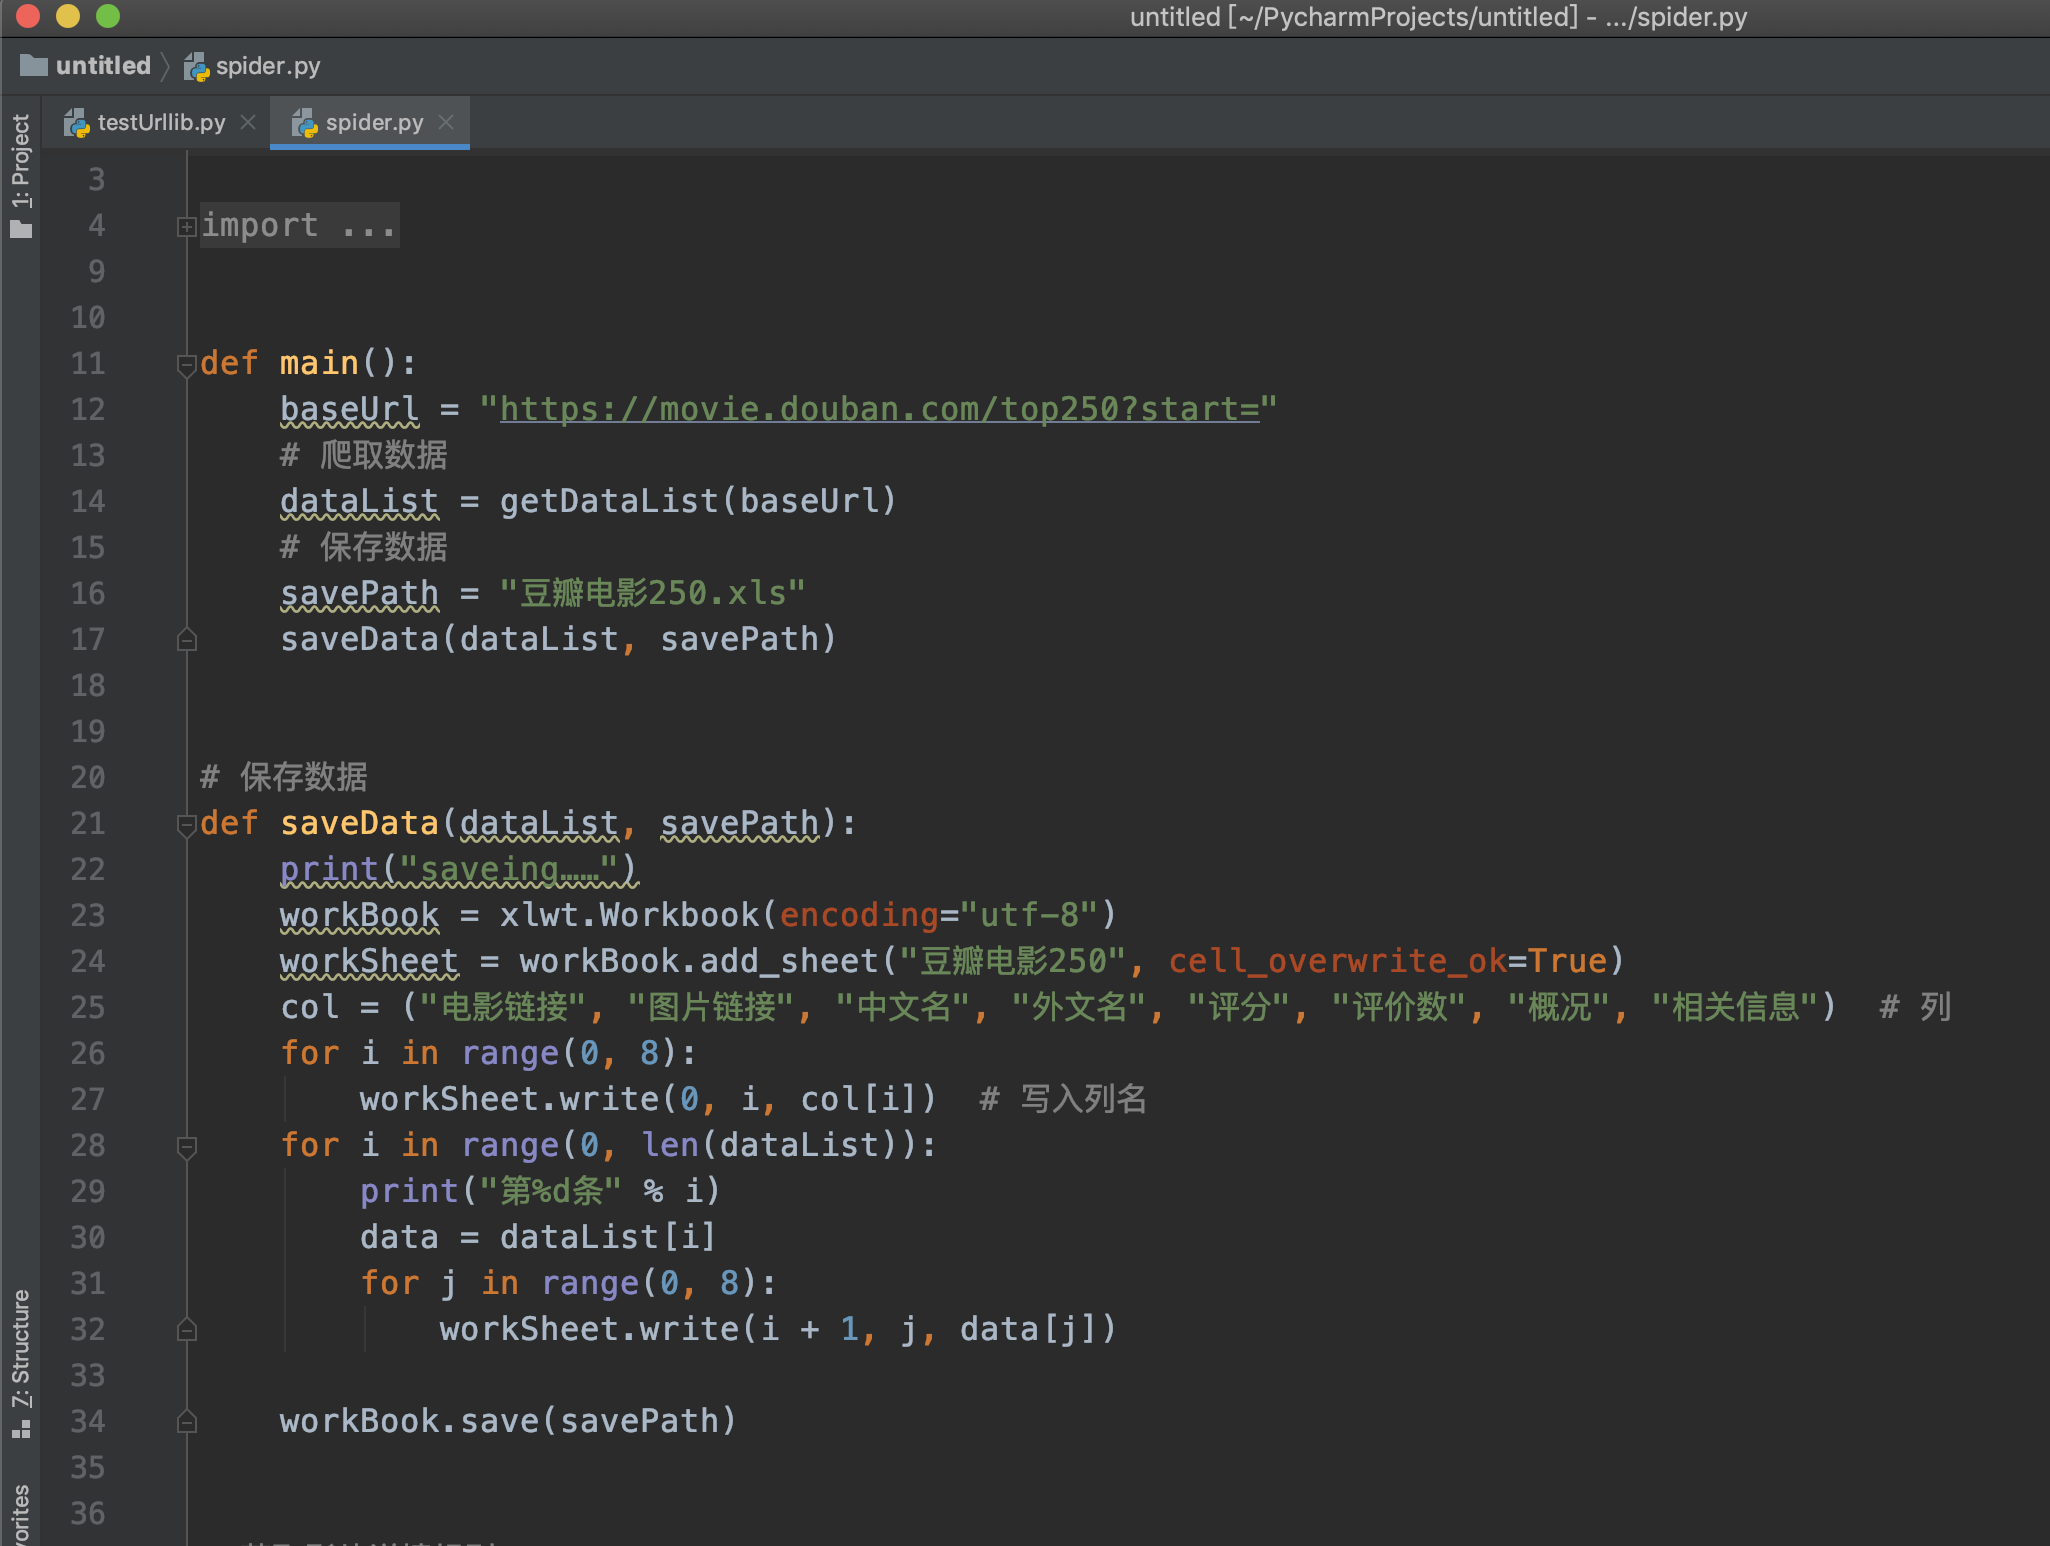 untitled [~/PycharmProjects/untitled] - .../spider.py
untitled
spider.py
testUrllib.py
spider.py
1: Project
3
4 import ...
9
10
11 def main():
12 baseUrl = "https://movie.douban.com/top250?start="
13 # 爬取数据
14 dataList = getDataList(baseUrl)
15 # 保存数据
16 savePath = "豆瓣电影250.xls"
17 saveData(dataList, savePath)
18
19
20 # 保存数据
21 def saveData(dataList, savePath):
22 print("saveing……")
23 workBook = xlwt.Workbook(encoding="utf-8")
24 workSheet = workBook.add_sheet("豆瓣电影250", cell_overwrite_ok=True)
25 col = ("电影链接", "图片链接", "中文名", "外文名", "评分", "评价数", "概况", "相关信息")  # 列
26 for i in range(0, 8):
27 workSheet.write(0, i, col[i])  # 写入列名
28 for i in range(0, len(dataList)):
29 print("第%d条" % i)
30 data = dataList[i]
31 for j in range(0, 8):
32 workSheet.write(i + 1, j, data[j])
33
34 workBook.save(savePath)
35
36
7: Structure